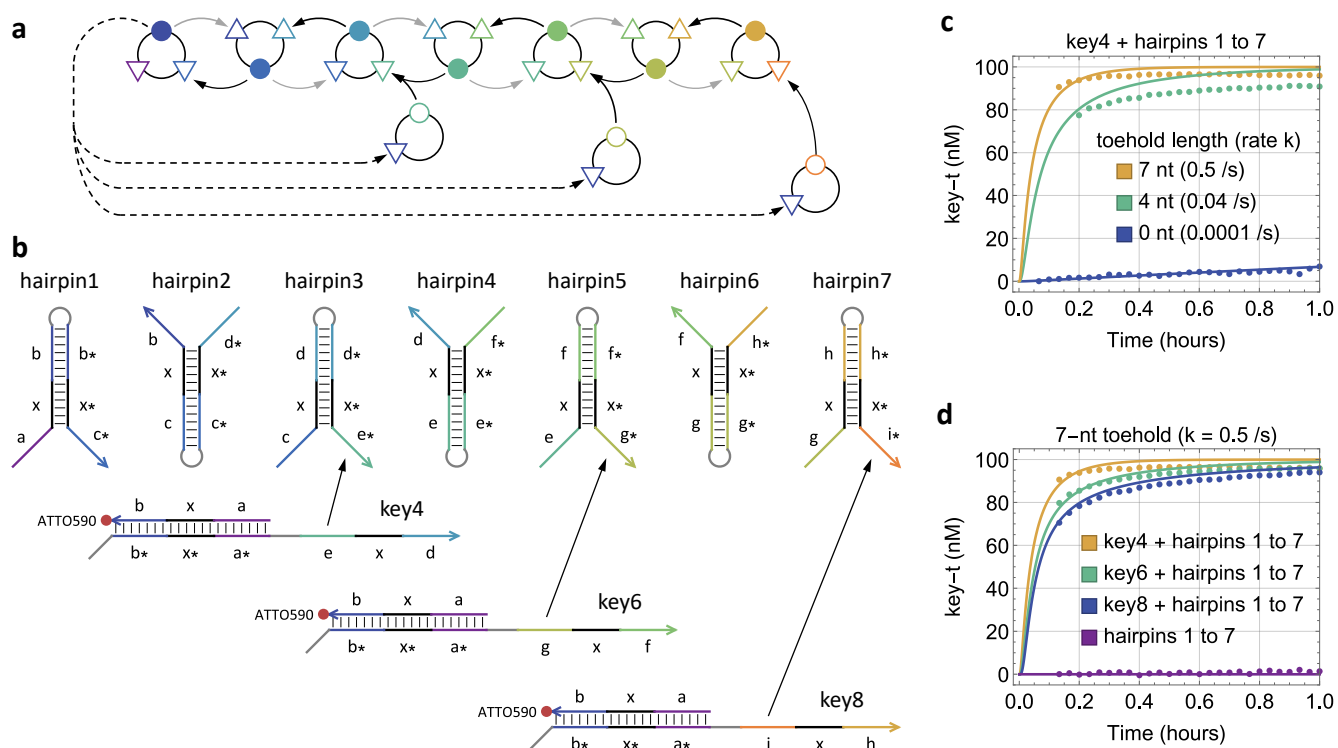 a
b
hairpin1 hairpin2 hairpin3 hairpin4 hairpin5 hairpin6 hairpin7
b b* b d* d d* d f* f f* f h* h h*
x x* x x* x x* x x* x x* x x* x x*
a c* c c* c e* e e* e g* g g* g i*
b x a key4
ATTO590
b* x* a* e x d
b x a key6
ATTO590
b* x* a* g x f
b x a key8
ATTO590
b* x* a* i x h
c
key4 + hairpins 1 to 7
100
80
60
40
20
0
key-t (nM)
toehold length (rate k)
7 nt (0.5 /s)
4 nt (0.04 /s)
0 nt (0.0001 /s)
0.0 0.2 0.4 0.6 0.8 1.0
Time (hours)
d
7-nt toehold (k = 0.5 /s)
100
80
60
40
20
0
key-t (nM)
key4 + hairpins 1 to 7
key6 + hairpins 1 to 7
key8 + hairpins 1 to 7
hairpins 1 to 7
0.0 0.2 0.4 0.6 0.8 1.0
Time (hours)